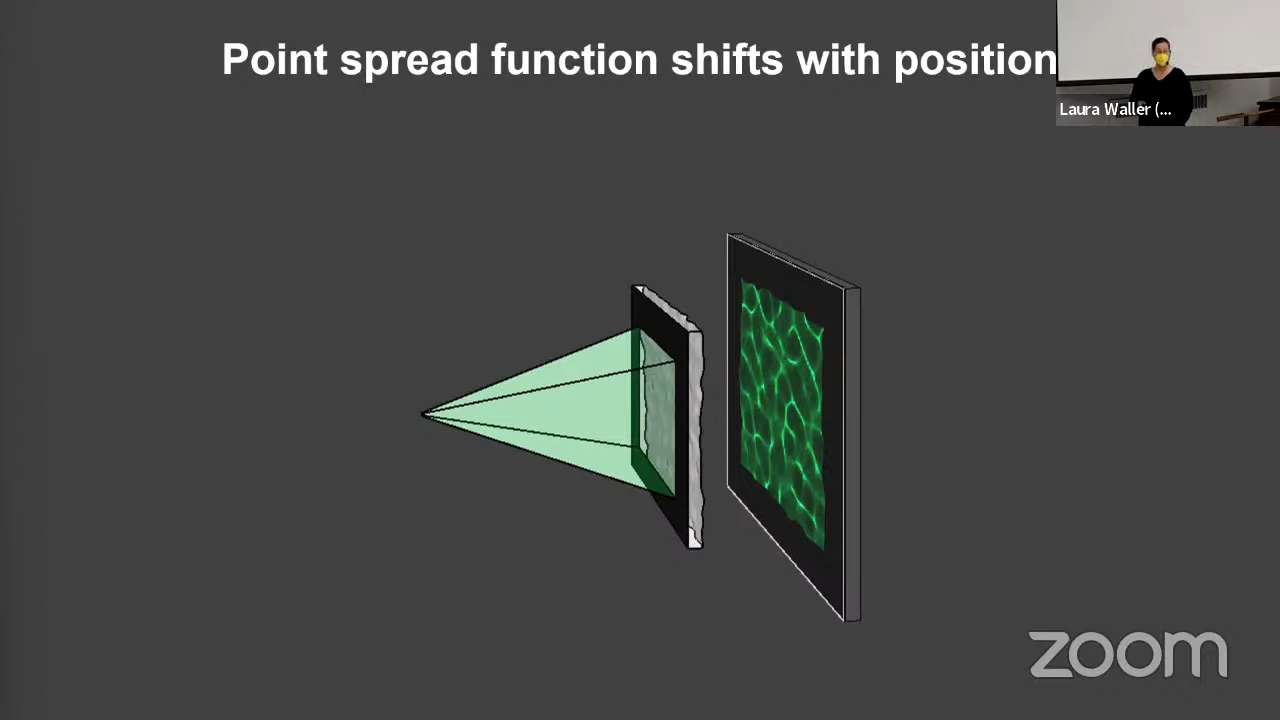 Point spread function shifts with position
Laura Waller (...
zoom